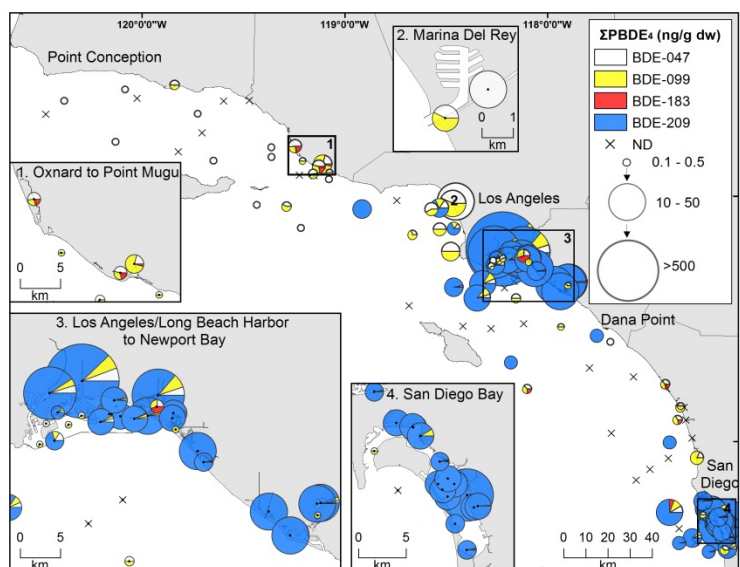 120°0'0"W
119°0'0"W
118°0'0"W
Point Conception
2. Marina Del Rey
0 1
km
ΣPBDE4 (ng/g dw)
BDE-047
BDE-099
BDE-183
BDE-209
ND
0.1 - 0.5
10 - 50
>500
1
1. Oxnard to Point Mugu
0 5
km
Los Angeles
2
3
Dana Point
3. Los Angeles/Long Beach Harbor
to Newport Bay
0 5
km
4. San Diego Bay
0 4
km
San
Diego
4
0 10 20 30 40
km